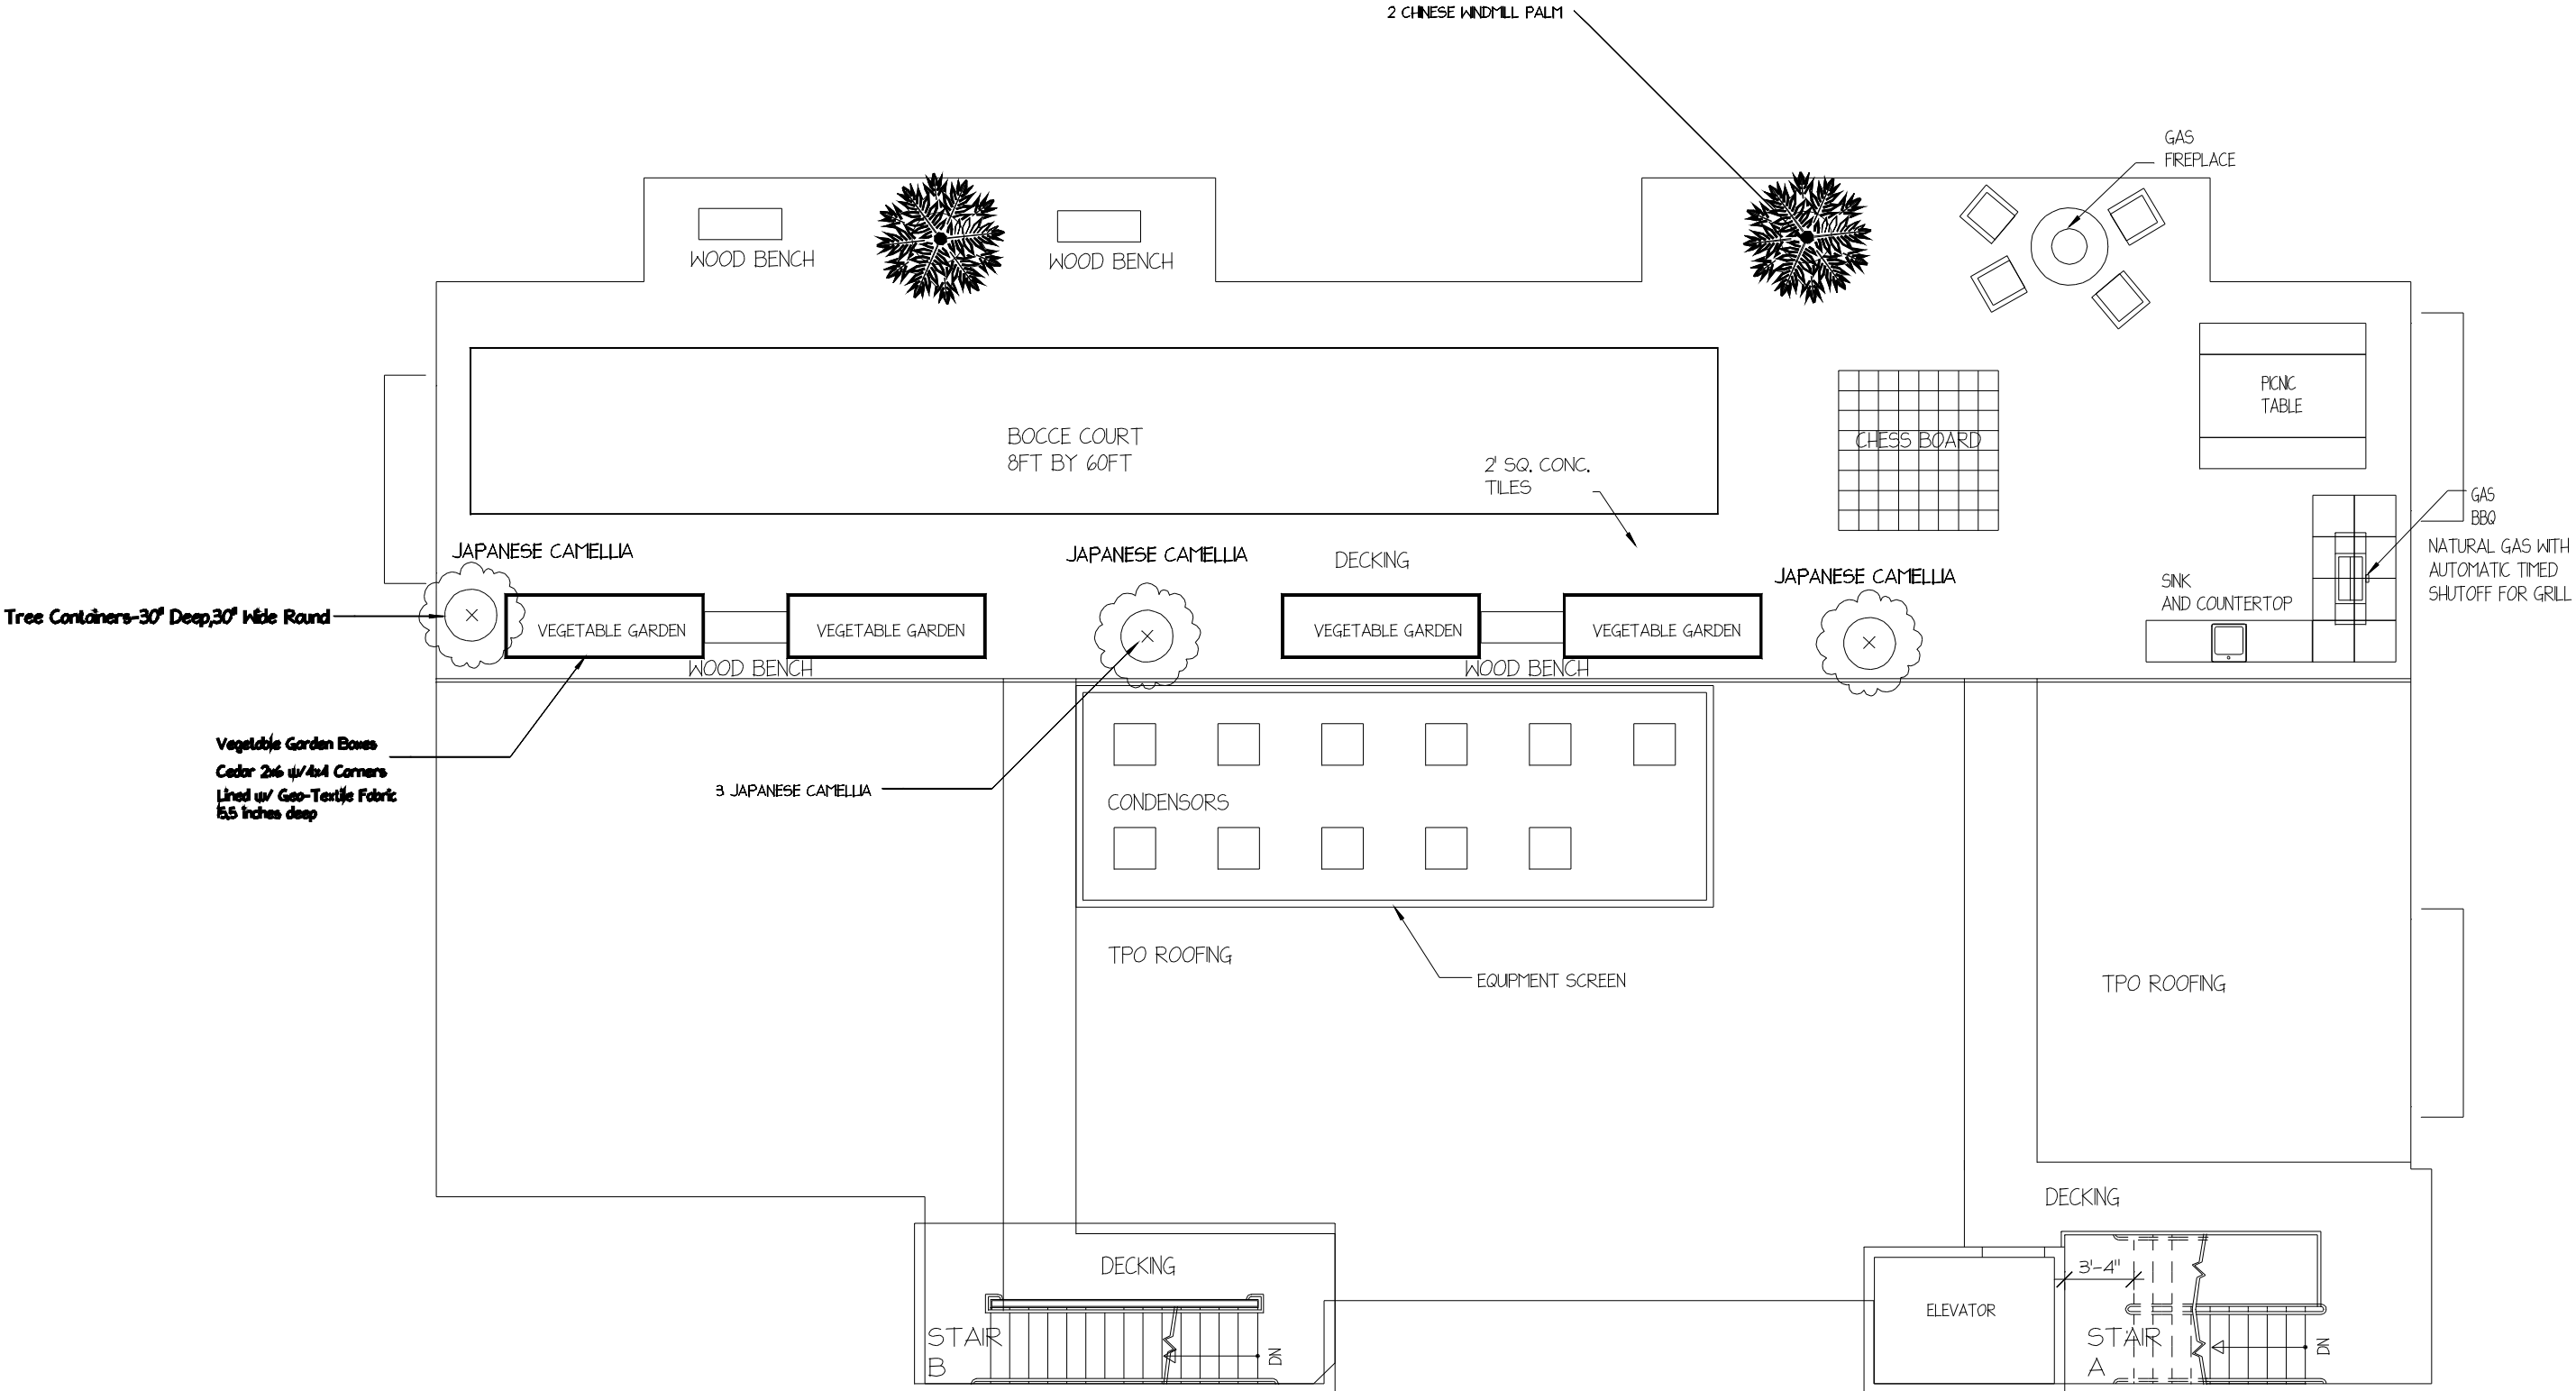 2 CHINESE WINDMILL PALM
GAS
FIREPLACE
WOOD BENCH
WOOD BENCH
PICNIC
TABLE
BOCCE COURT
8FT BY 60FT
CHESS BOARD
2' SQ. CONC.
TILES
GAS
BBQ
NATURAL GAS WITH
AUTOMATIC TIMED
SHUTOFF FOR GRILL
JAPANESE CAMELLIA
JAPANESE CAMELLIA
DECKING
JAPANESE CAMELLIA
SINK
AND COUNTERTOP
Tree Containers-30" Deep,30" Wide Round
VEGETABLE GARDEN
VEGETABLE GARDEN
VEGETABLE GARDEN
VEGETABLE GARDEN
WOOD BENCH
WOOD BENCH
Vegetable Garden Boxes
Cedar 2x6 w/4x4 Corners
Lined w/ Geo-Textile Fabric
15.5 inches deep
3 JAPANESE CAMELLIA
CONDENSORS
TPO ROOFING
EQUIPMENT SCREEN
TPO ROOFING
DECKING
DECKING
3'-4"
ELEVATOR
STAIR
B
DN
STAIR
A
DN